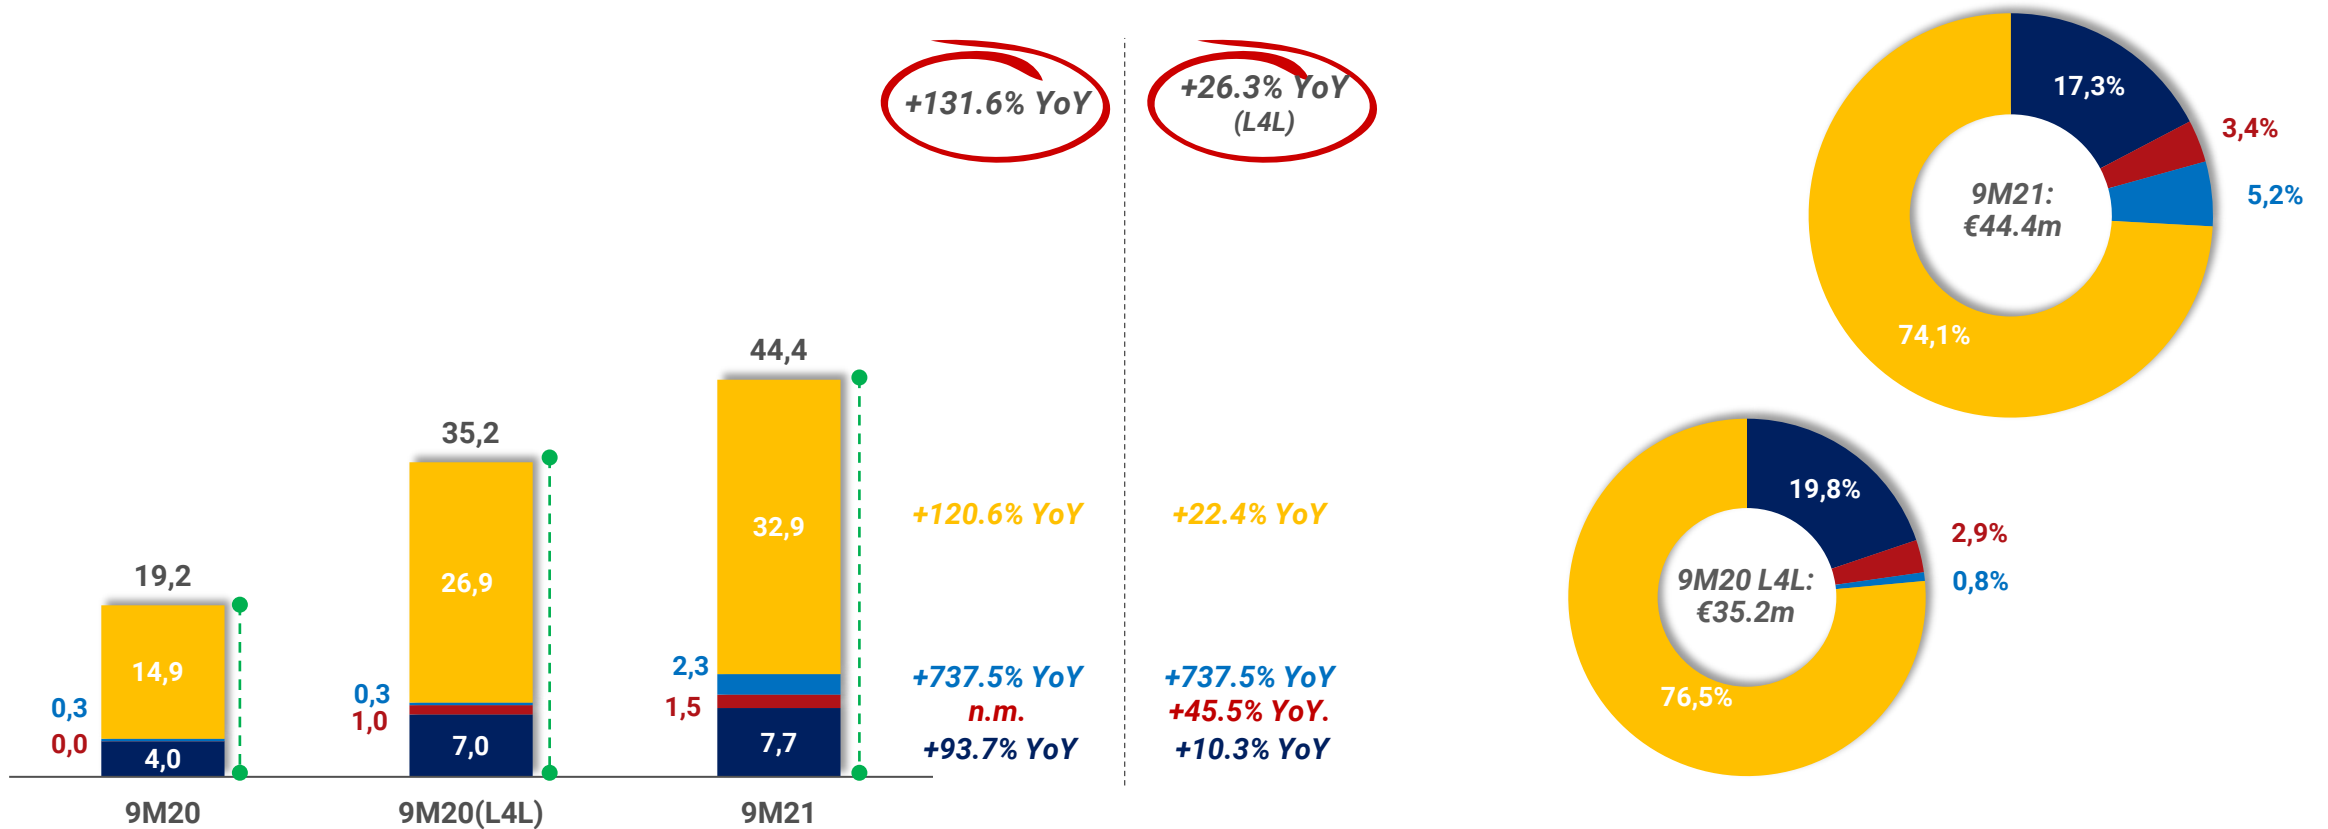 +131.6% YoY
+26.3% YoY
(L4L)
19,2
14,9
0,3
0,0
4,0
9M20
35,2
26,9
0,3
1,0
7,0
9M20(L4L)
44,4
32,9
2,3
1,5
7,7
9M21
+120.6% YoY
+737.5% YoY
n.m.
+93.7% YoY
+22.4% YoY
+737.5% YoY
+45.5% YoY.
+10.3% YoY
17,3%
3,4%
5,2%
74,1%
9M21:
€44.4m
19,8%
2,9%
0,8%
76,5%
9M20 L4L:
€35.2m